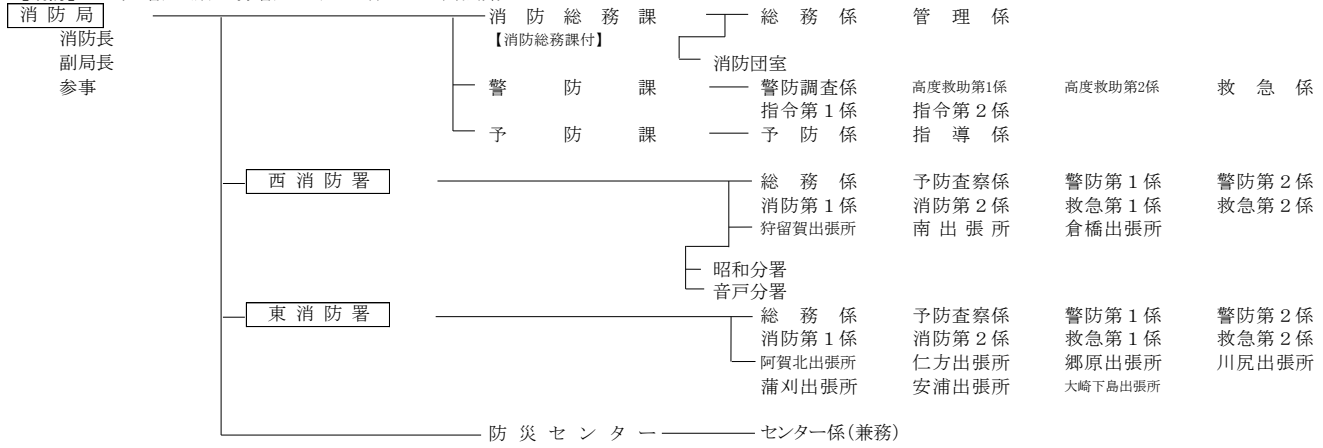 消防局 消防総務課 総務係 管理係
消防長 【消防総務課付】
副局長 消防団室
参事 警防課 警防調査係 高度救助第1係 高度救助第2係 救急係
指令第１係 指令第２係
予防課 予防係 指導係
西消防署 総務係 予防査察係 警防第１係 警防第２係
消防第１係 消防第２係 救急第１係 救急第２係
狩留賀出張所 南出張所 倉橋出張所
昭和分署
音戸分署
東消防署 総務係 予防査察係 警防第１係 警防第２係
消防第１係 消防第２係 救急第１係 救急第２係
阿賀北出張所 仁方出張所 郷原出張所 川尻出張所
蒲刈出張所 安浦出張所 大崎下島出張所
防災センター センター係(兼務)